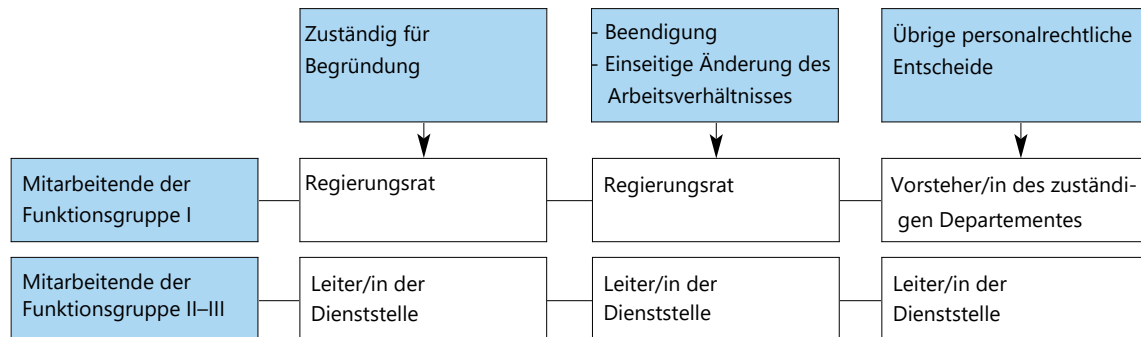 Zuständig für
Begründung
- Beendigung
- Einseitige Änderung des
Arbeitsverhältnisses
Übrige personalrechtliche
Entscheide
Mitarbeitende der
Funktionsgruppe I
Regierungsrat
Regierungsrat
Vorsteher/in des zuständi-
gen Departementes
Mitarbeitende der
Funktionsgruppe II–III
Leiter/in der
Dienststelle
Leiter/in der
Dienststelle
Leiter/in der
Dienststelle